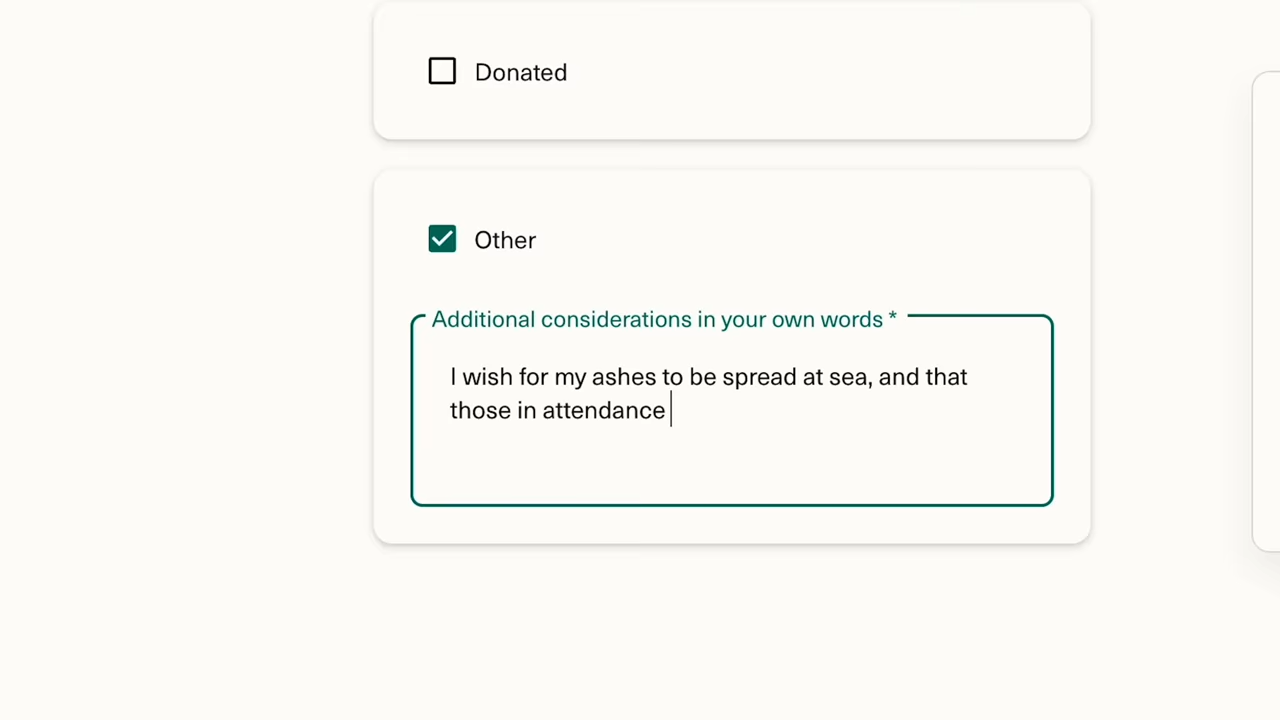 Donated
Other
Additional considerations in your own words *
I wish for my ashes to be spread at sea, and that
those in attendance